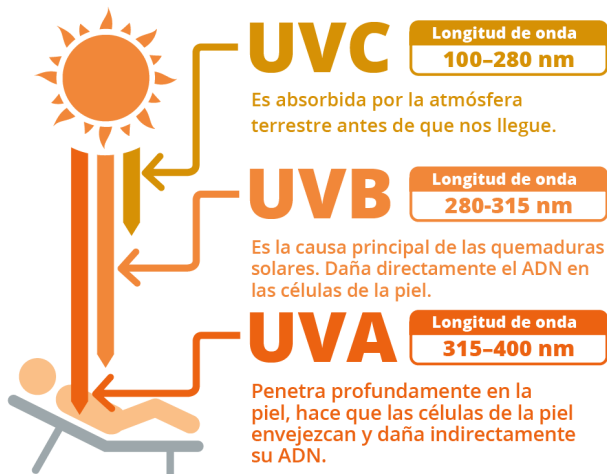 UVC
Longitud de onda
100–280 nm
Es absorbida por la atmósfera
terrestre antes de que nos llegue.
UVB
Longitud de onda
280-315 nm
Es la causa principal de las quemaduras
solares. Daña directamente el ADN en
las células de la piel.
UVA
Longitud de onda
315–400 nm
Penetra profundamente en la
piel, hace que las células de la piel
envejezcan y daña indirectamente
su ADN.